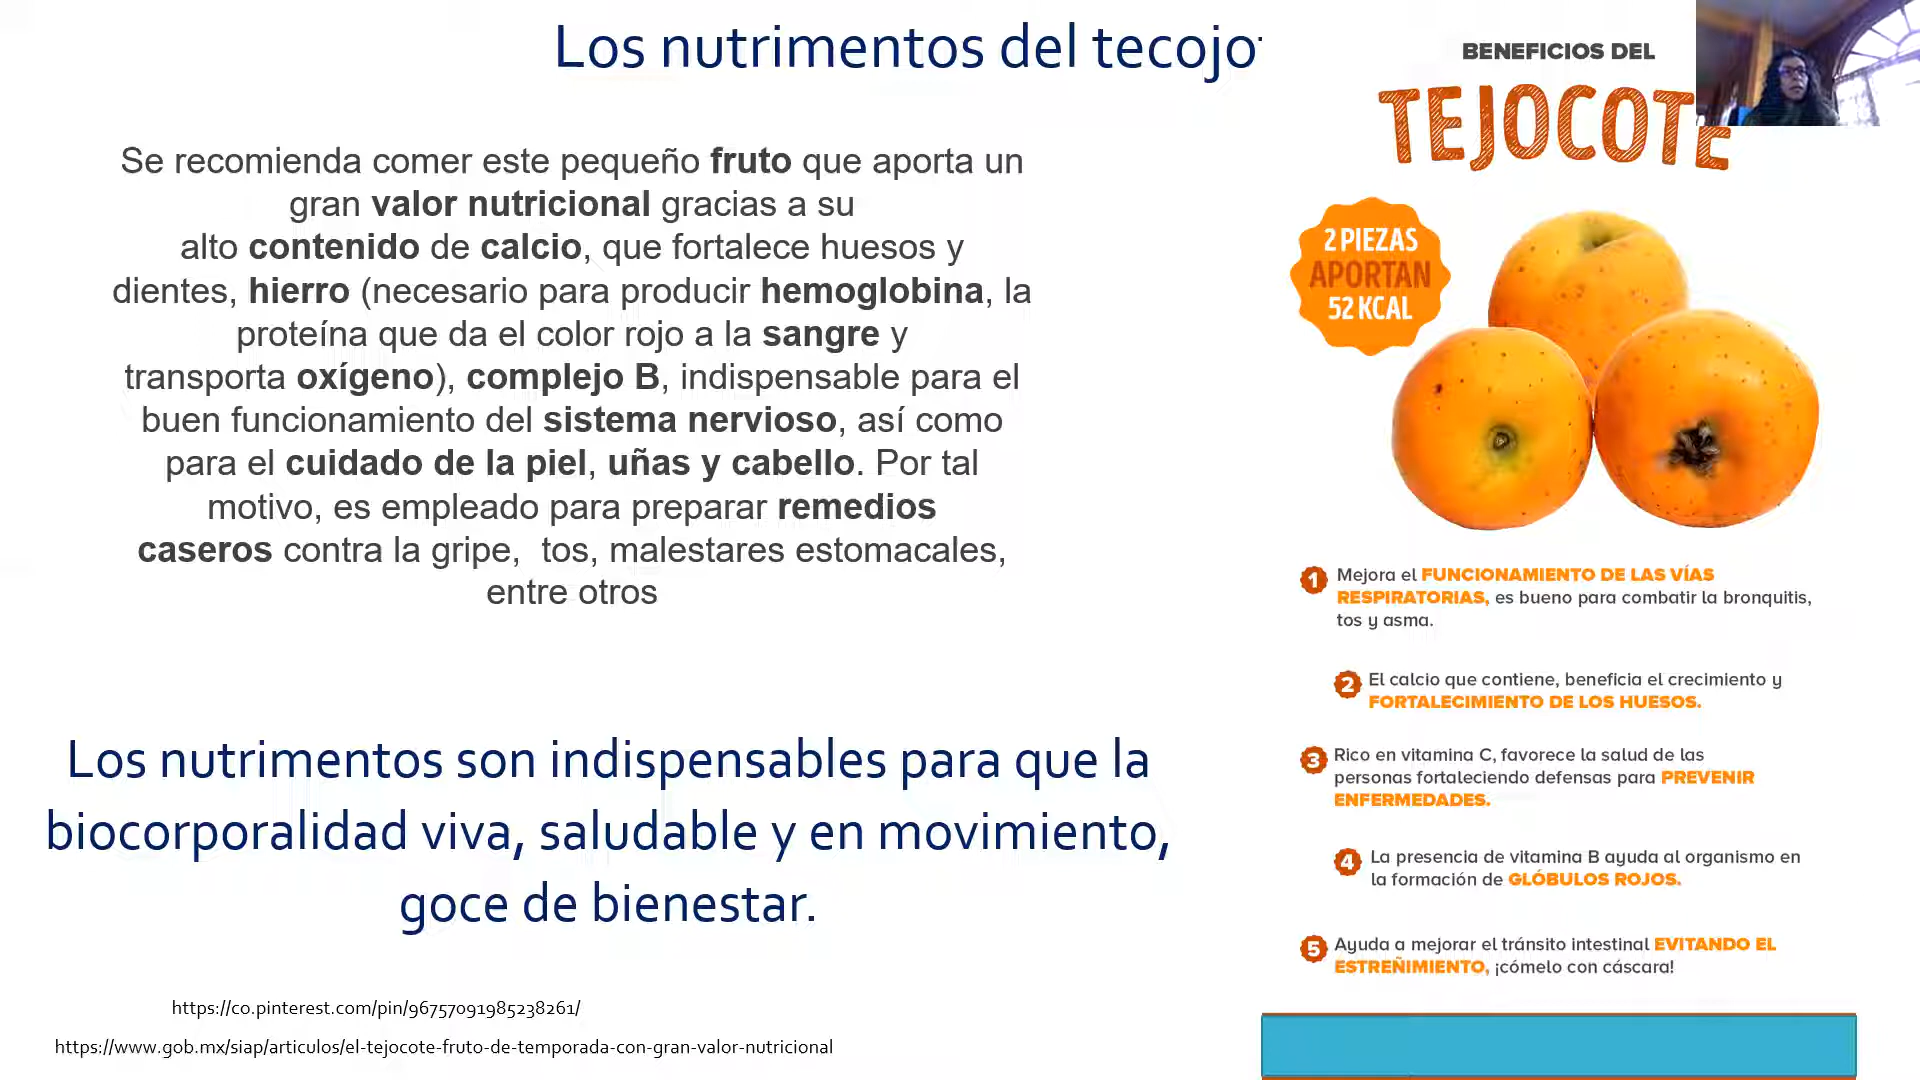 Los nutrimentos del tecojo
Se recomienda comer este pequeño fruto que aporta un
gran valor nutricional gracias a su
alto contenido de calcio, que fortalece huesos y
dientes, hierro (necesario para producir hemoglobina, la
proteína que da el color rojo a la sangre y
transporta oxígeno), complejo B, indispensable para el
buen funcionamiento del sistema nervioso, así como
para el cuidado de la piel, uñas y cabello. Por tal
motivo, es empleado para preparar remedios
caseros contra la gripe, tos, malestares estomacales,
entre otros
Los nutrimentos son indispensables para que la
biocorporalidad viva, saludable y en movimiento,
goce de bienestar.
https://co.pinterest.com/pin/96757091985238261/
https://www.gob.mx/siap/articulos/el-tejocote-fruto-de-temporada-con-gran-valor-nutricional
BENEFICIOS DEL
TEJOCOTE
2 PIEZAS
APORTAN
52 KCAL
1 Mejora el FUNCIONAMIENTO DE LAS VÍAS
RESPIRATORIAS, es bueno para combatir la bronquitis,
tos y asma.
2 El calcio que contiene, beneficia el crecimiento y
FORTALECIMIENTO DE LOS HUESOS.
3 Rico en vitamina C, favorece la salud de las
personas fortaleciendo defensas para PREVENIR
ENFERMEDADES.
4 La presencia de vitamina B ayuda al organismo en
la formación de GLÓBULOS ROJOS.
5 Ayuda a mejorar el tránsito intestinal EVITANDO EL
ESTREÑIMIENTO, ¡cómelo con cáscara!